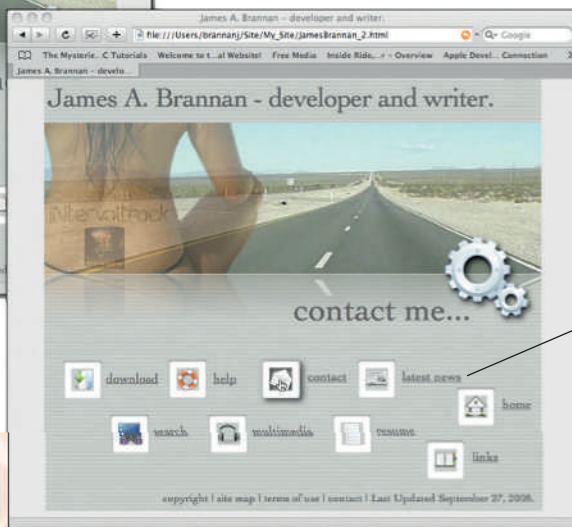 James A. Brannan - developer and writer.
file:///Users/brannanj/Site/My_Site/JamesBrannan_2.html
Google
The Mysterie...C Tutorials Welcome to t...al Website! Free Media Inside Ride,...r - Overview Apple Devel... Connection
James A. Brannan - develo...
James A. Brannan - developer and writer.
intervaltrack
contact me...
download help contact latest news
home
search multimedia resume
links
copyright | site map | terms of use | contact | Last Updated September 27, 2008.